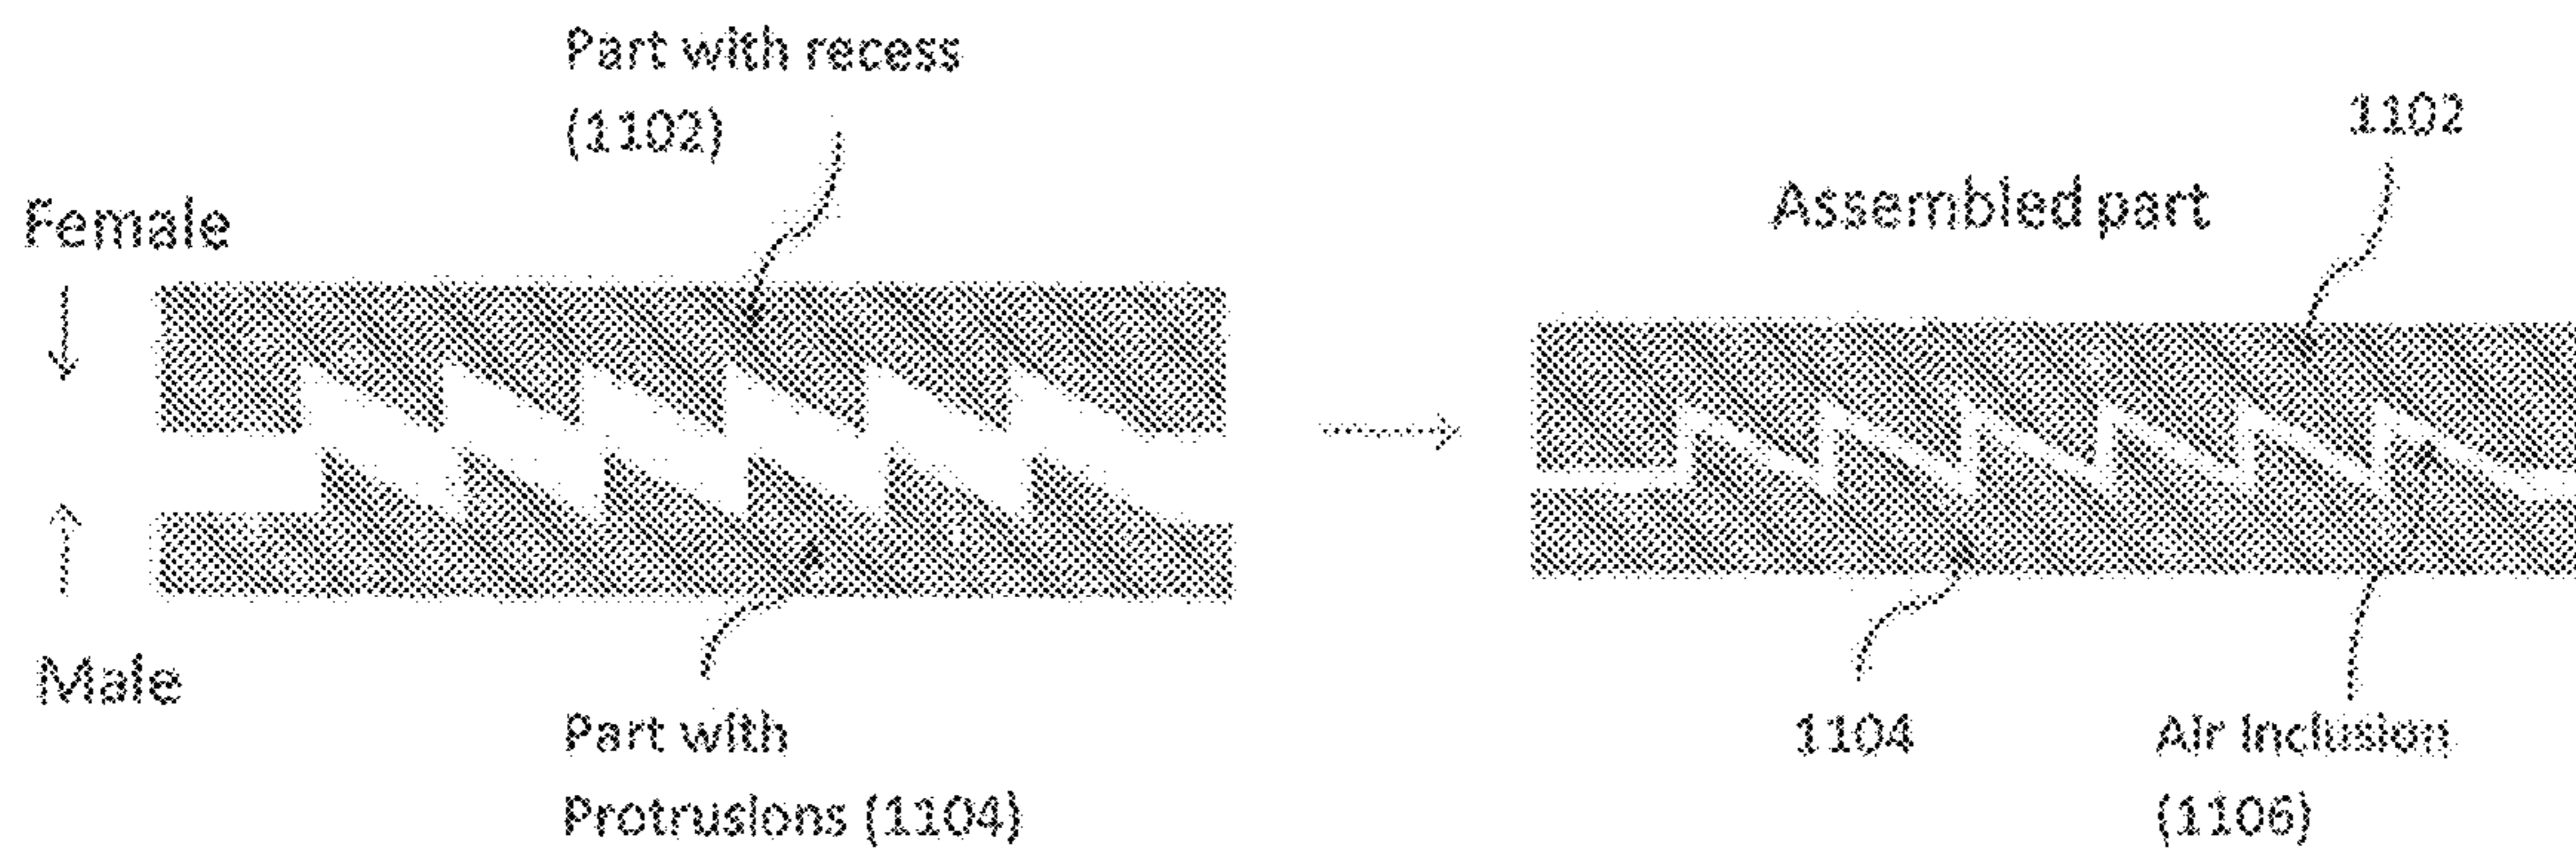 Part with recess
(1102)
Female
Male
Part with
Protrusions (1104)
1102
Assembled part
1104
Air Inclusion
(1106)